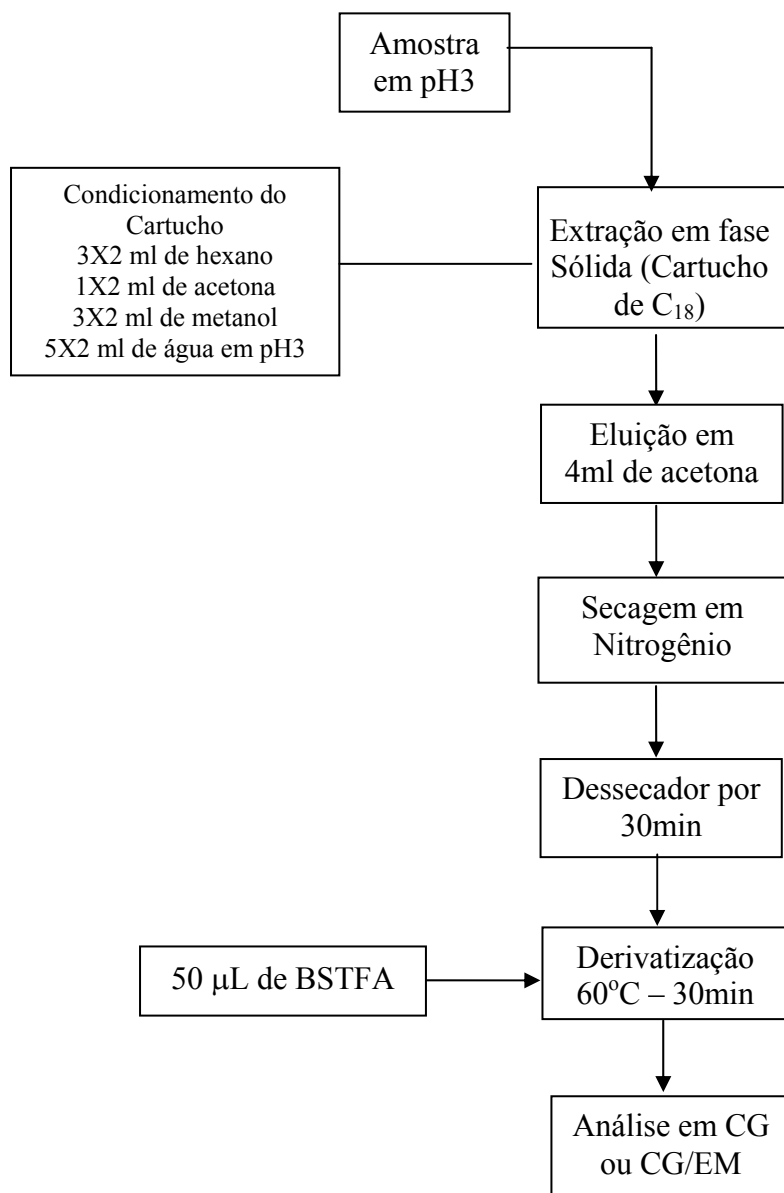 Amostra
em pH3
Condicionamento do
Cartucho
3X2 ml de hexano
1X2 ml de acetona
3X2 ml de metanol
5X2 ml de água em pH3
Extração em fase
Sólida (Cartucho
de C₁₈)
Eluição em
4ml de acetona
Secagem em
Nitrogênio
Dessecador por
30min
50 μL de BSTFA
Derivatização
60°C – 30min
Análise em CG
ou CG/EM